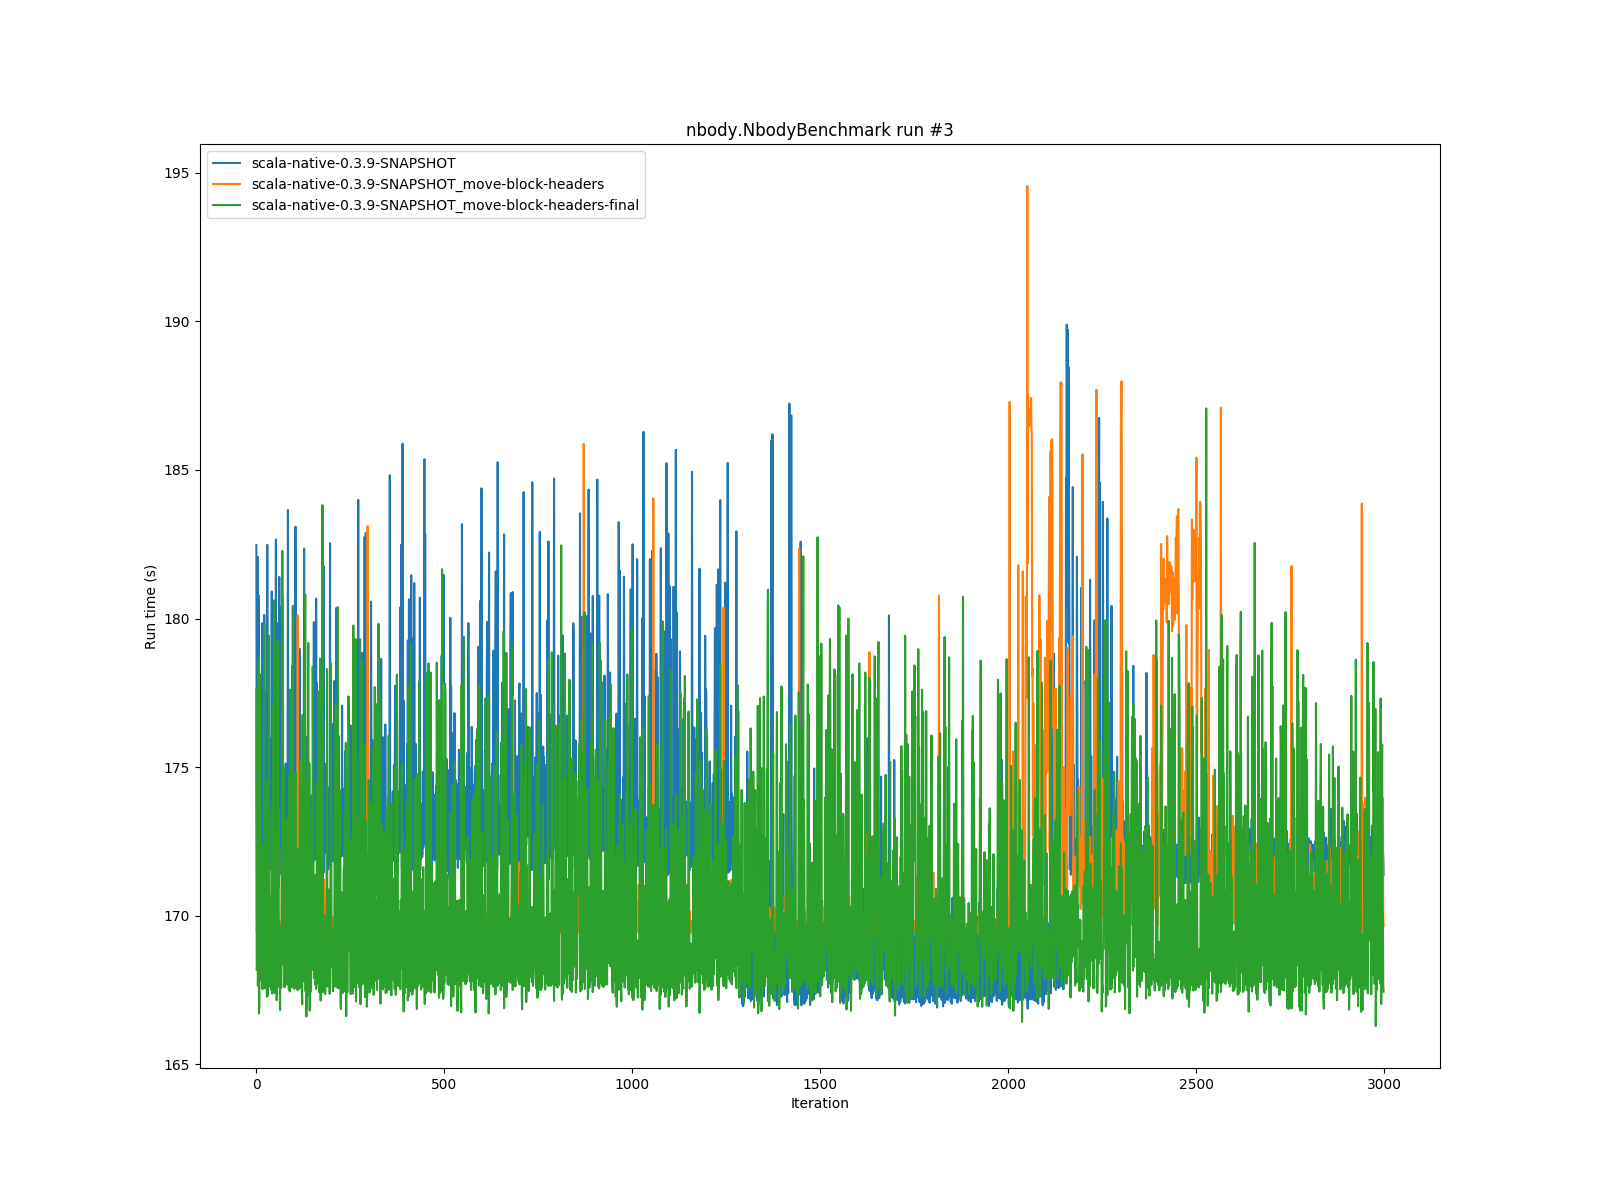 nbody.NbodyBenchmark run #3
scala-native-0.3.9-SNAPSHOT
scala-native-0.3.9-SNAPSHOT_move-block-headers
scala-native-0.3.9-SNAPSHOT_move-block-headers-final
195
190
185
180
175
170
165
Run time (s)
0 500 1000 1500 2000 2500 3000
Iteration